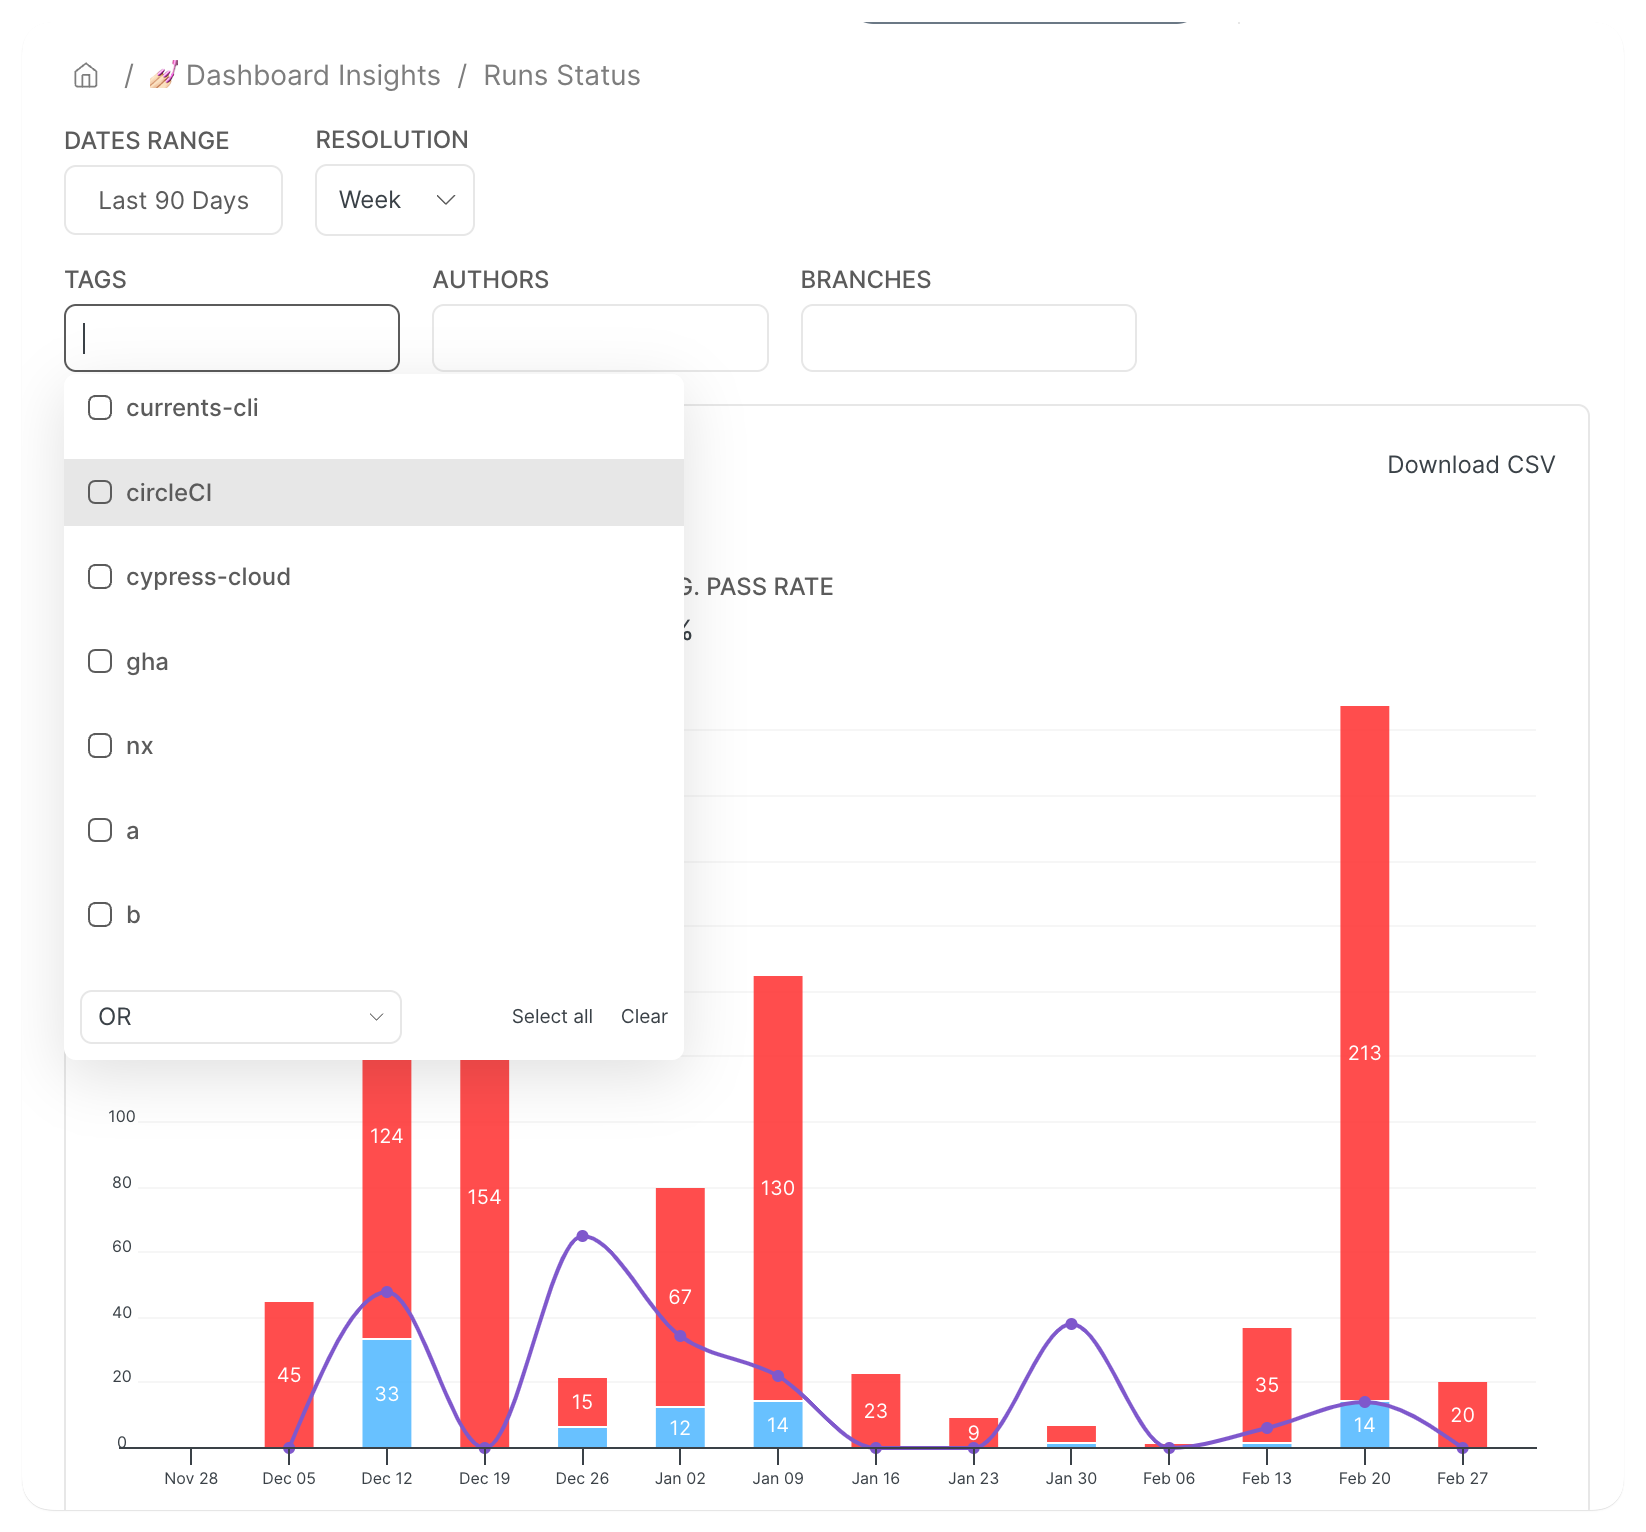 / 💅🏻 Dashboard Insights / Runs Status
DATES RANGE
RESOLUTION
Last 90 Days
Week
TAGS
AUTHORS
BRANCHES
currents-cli
circleCI
cypress-cloud
gha
nx
a
b
OR
Select all
Clear
Download CSV
G. PASS RATE
%
100
80
60
40
20
0
45
124
33
154
15
67
12
130
14
23
9
35
213
14
20
Nov 28
Dec 05
Dec 12
Dec 19
Dec 26
Jan 02
Jan 09
Jan 16
Jan 23
Jan 30
Feb 06
Feb 13
Feb 20
Feb 27